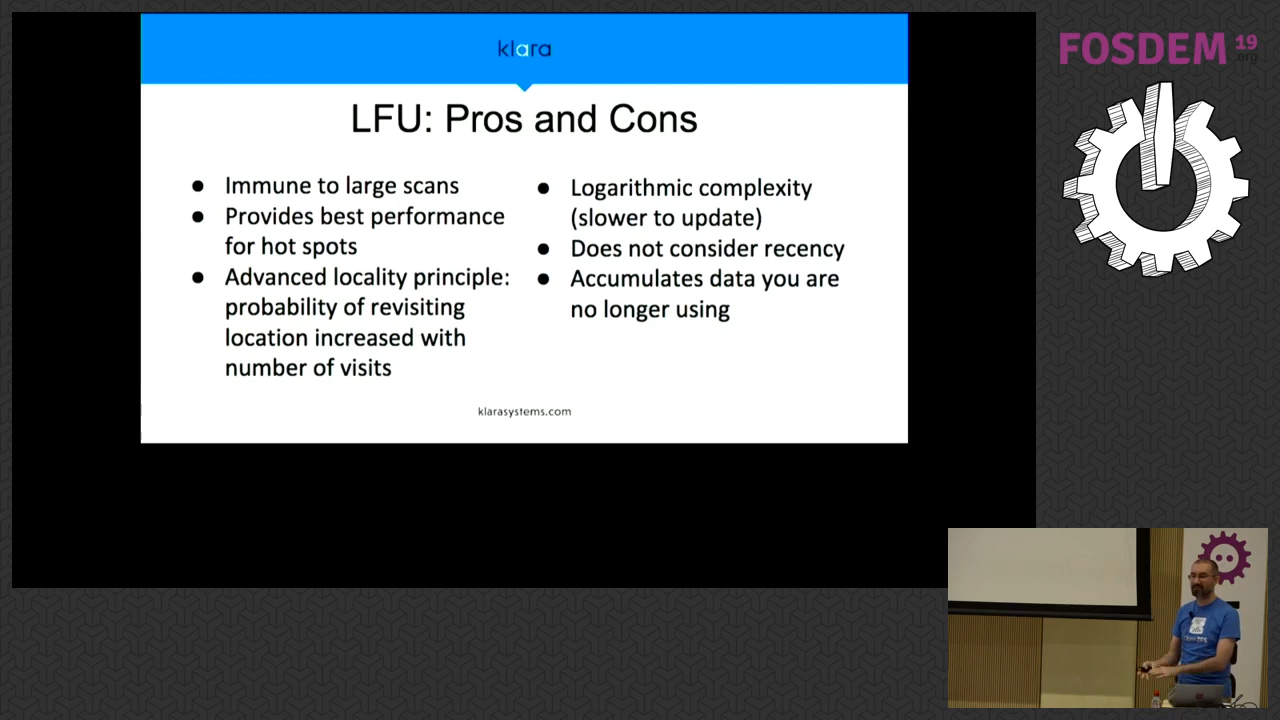 klara
LFU: Pros and Cons
● Immune to large scans
● Provides best performance
for hot spots
● Advanced locality principle:
probability of revisiting
location increased with
number of visits
● Logarithmic complexity
(slower to update)
● Does not consider recency
● Accumulates data you are
no longer using
klarasystems.com
FOSDEM 19
.org